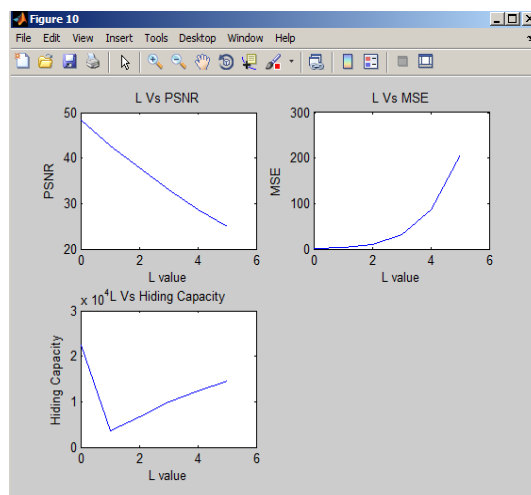 Figure 10
File Edit View Insert Tools Desktop Window Help
L Vs PSNR
50
40
30
20
PSNR
0 2 4 6
L value
L Vs MSE
300
200
100
0
MSE
0 2 4 6
L value
x 10^4
L Vs Hiding Capacity
3
2
1
0
Hiding Capacity
0 2 4 6
L value